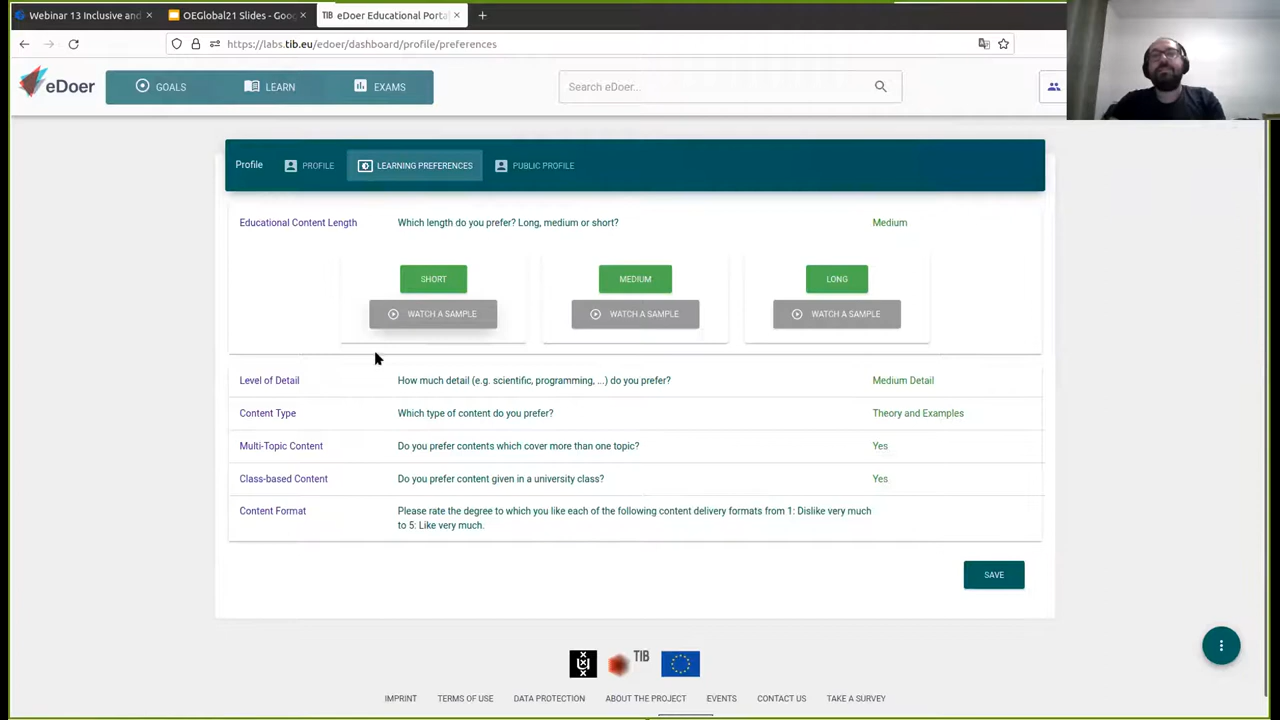 Webinar 13 Inclusive and
OEGlobal21 Slides - Goog
TIB eDoer Educational Porta
https://labs.tib.eu/edoer/dashboard/profile/preferences
eDoer
GOALS
LEARN
EXAMS
Search eDoer...
Profile
PROFILE
LEARNING PREFERENCES
PUBLIC PROFILE
Educational Content Length
Which length do you prefer? Long, medium or short?
Medium
SHORT
MEDIUM
LONG
WATCH A SAMPLE
WATCH A SAMPLE
WATCH A SAMPLE
Level of Detail
How much detail (e.g. scientific, programming, ...) do you prefer?
Medium Detail
Content Type
Which type of content do you prefer?
Theory and Examples
Multi-Topic Content
Do you prefer contents which cover more than one topic?
Yes
Class-based Content
Do you prefer content given in a university class?
Yes
Content Format
Please rate the degree to which you like each of the following content delivery formats from 1: Dislike very much
to 5: Like very much.
SAVE
TIB
IMPRINT
TERMS OF USE
DATA PROTECTION
ABOUT THE PROJECT
EVENTS
CONTACT US
TAKE A SURVEY